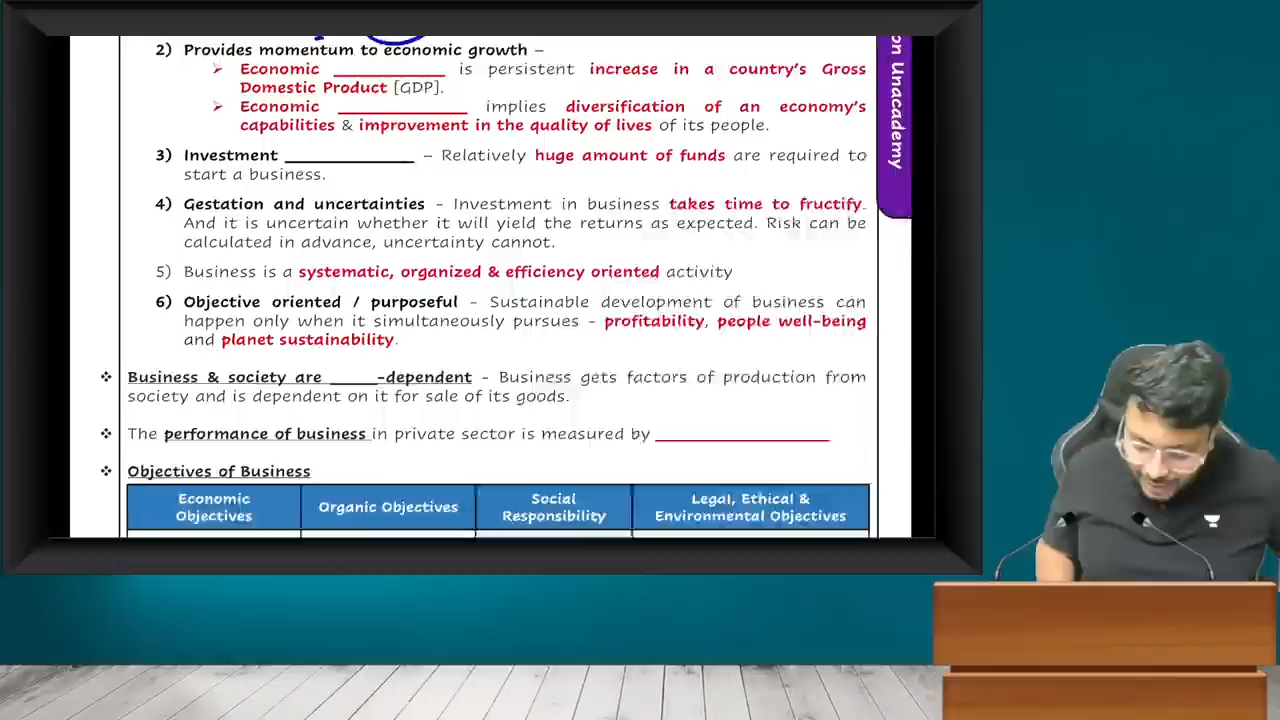 2) Provides momentum to economic growth –
➢ Economic ____________ is persistent increase in a country's Gross
Domestic Product [GDP].
➢ Economic ______________ implies diversification of an economy's
capabilities & improvement in the quality of lives of its people.
3) Investment ______________ – Relatively huge amount of funds are required to
start a business.
4) Gestation and uncertainties - Investment in business takes time to fructify.
And it is uncertain whether it will yield the returns as expected. Risk can be
calculated in advance, uncertainty cannot.
5) Business is a systematic, organized & efficiency oriented activity
6) Objective oriented / purposeful - Sustainable development of business can
happen only when it simultaneously pursues - profitability, people well-being
and planet sustainability.
❖ Business & society are _____-dependent - Business gets factors of production from
society and is dependent on it for sale of its goods.
❖ The performance of business in private sector is measured by ___________________
❖ Objectives of Business
Economic Objectives
Organic Objectives
Social Responsibility
Legal, Ethical & Environmental Objectives
on Unacademy